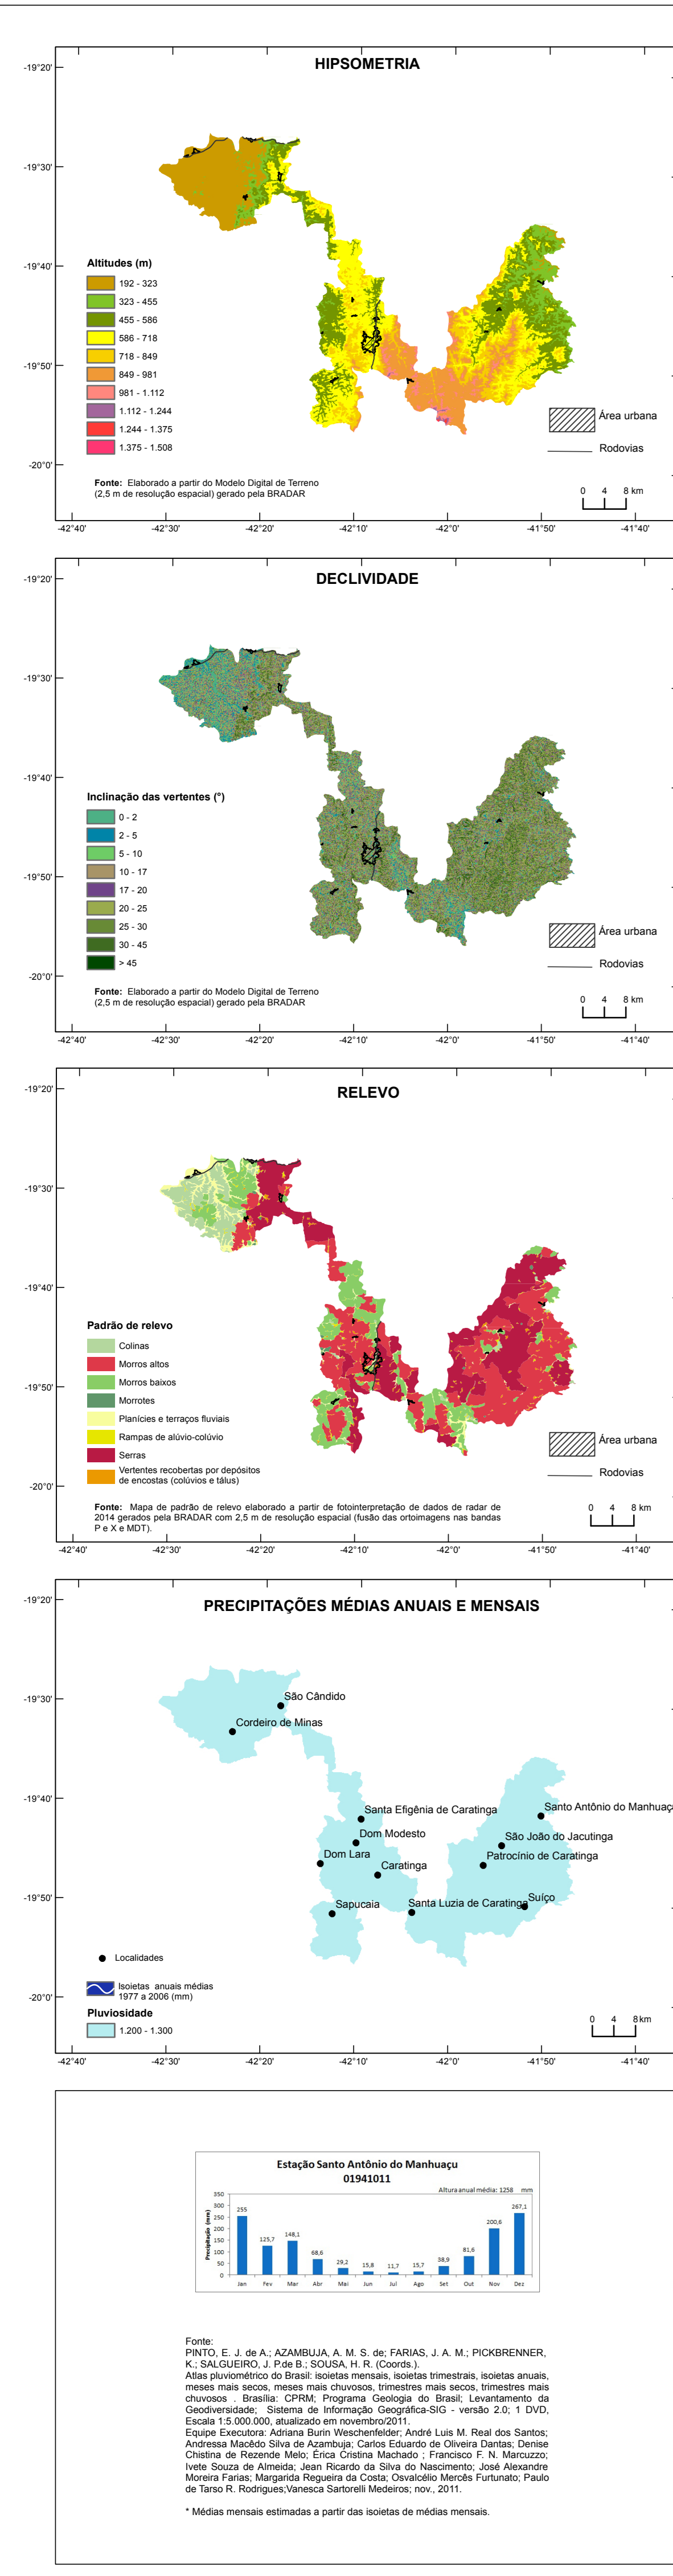 HIPSOMETRIA
-19°20'
-19°30'
-19°40'
-19°50'
-20°0'
Altitudes (m)
192 - 323
323 - 455
455 - 586
586 - 718
718 - 849
849 - 981
981 - 1.112
1.112 - 1.244
1.244 - 1.375
1.375 - 1.508
Área urbana
Rodovias
Fonte: Elaborado a partir do Modelo Digital de Terreno
(2,5 m de resolução espacial) gerado pela BRADAR
0 4 8 km
-42°40' -42°30' -42°20' -42°10' -42°0' -41°50' -41°40'
DECLIVIDADE
-19°20'
-19°30'
-19°40'
-19°50'
-20°0'
Inclinação das vertentes (°)
0 - 2
2 - 5
5 - 10
10 - 17
17 - 20
20 - 25
25 - 30
30 - 45
> 45
Área urbana
Rodovias
Fonte: Elaborado a partir do Modelo Digital de Terreno
(2,5 m de resolução espacial) gerado pela BRADAR
0 4 8 km
-42°40' -42°30' -42°20' -42°10' -42°0' -41°50' -41°40'
RELEVO
-19°20'
-19°30'
-19°40'
-19°50'
-20°0'
Padrão de relevo
Colinas
Morros altos
Morros baixos
Morrotes
Planícies e terraços fluviais
Rampas de alúvio-colúvio
Serras
Vertentes recobertas por depósitos
de encostas (colúvios e tálus)
Área urbana
Rodovias
Fonte: Mapa de padrão de relevo elaborado a partir de fotointerpretação de dados de radar de
2014 gerados pela BRADAR com 2,5 m de resolução espacial (fusão das ortoimagens nas bandas
P e X e MDT).
0 4 8 km
-42°40' -42°30' -42°20' -42°10' -42°0' -41°50' -41°40'
PRECIPITAÇÕES MÉDIAS ANUAIS E MENSAIS
-19°20'
-19°30'
-19°40'
-19°50'
-20°0'
São Cândido
Cordeiro de Minas
Santa Efigênia de Caratinga
Santo Antônio do Manhuaç
Dom Modesto
São João do Jacutinga
Dom Lara
Patrocínio de Caratinga
Caratinga
Sapucaia
Santa Luzia de Caratinga
Suíço
Localidades
Isoietas anuais médias
1977 a 2006 (mm)
Pluviosidade
1.200 - 1.300
0 4 8 km
-42°40' -42°30' -42°20' -42°10' -42°0' -41°50' -41°40'
Estação Santo Antônio do Manhuaçu
01941011
Altura anual média: 1258 mm
Precipitação (mm)
350
300
250
200
150
100
50
0
255 125,7 148,1 68,6 29,2 15,8 11,7 15,7 38,9 81,6 200,6 267,1
Jan Fev Mar Abr Mai Jun Jul Ago Set Out Nov Dez
Fonte:
PINTO, E. J. de A.; AZAMBUJA, A. M. S. de; FARIAS, J. A. M.; PICKBRENNER,
K.; SALGUEIRO, J. P.de B.; SOUSA, H. R. (Coords.).
Atlas pluviométrico do Brasil: isoietas mensais, isoietas trimestrais, isoietas anuais,
meses mais secos, meses mais chuvosos, trimestres mais secos, trimestres mais
chuvosos . Brasília: CPRM; Programa Geologia do Brasil; Levantamento da
Geodiversidade; Sistema de Informação Geográfica-SIG - versão 2.0; 1 DVD,
Escala 1:5.000.000, atualizado em novembro/2011.
Equipe Executora: Adriana Burin Weschenfelder; André Luis M. Real dos Santos;
Andressa Macêdo Silva de Azambuja; Carlos Eduardo de Oliveira Dantas; Denise
Chistina de Rezende Melo; Érica Cristina Machado ; Francisco F. N. Marcuzzo;
Ivete Souza de Almeida; Jean Ricardo da Silva do Nascimento; José Alexandre
Moreira Farias; Margarida Regueira da Costa; Osvalcélio Mercês Furtunato; Paulo
de Tarso R. Rodrigues;Vanesca Sartorelli Medeiros; nov., 2011.
* Médias mensais estimadas a partir das isoietas de médias mensais.